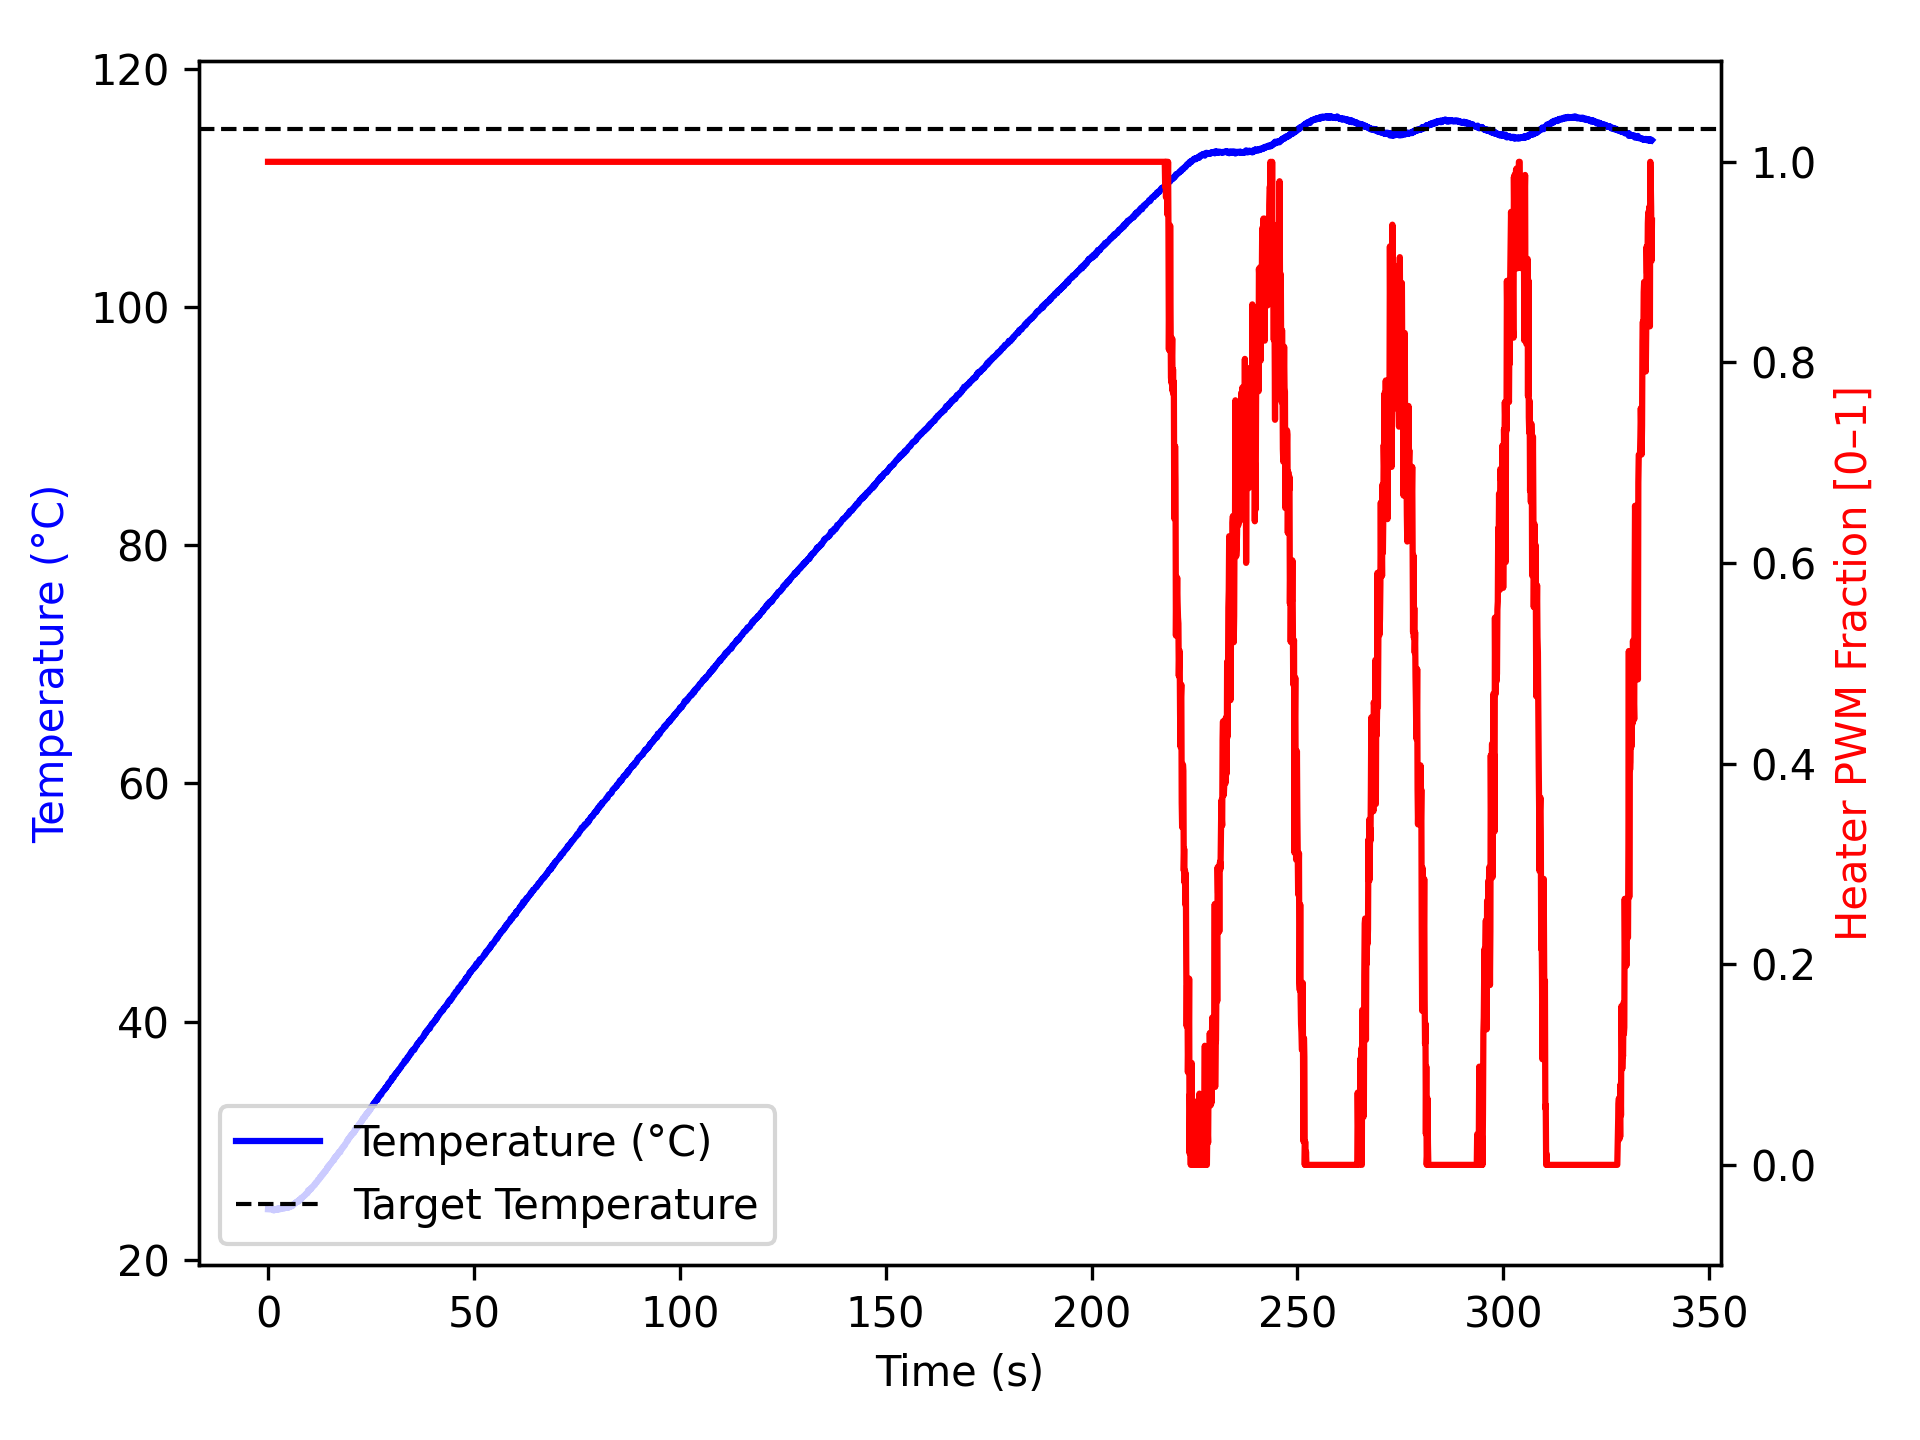 120
100
80
60
40
20
Temperature (°C)
1.0
0.8
0.6
0.4
0.2
0.0
Heater PWM Fraction [0–1]
Temperature (°C)
Target Temperature
0 50 100 150 200 250 300 350
Time (s)